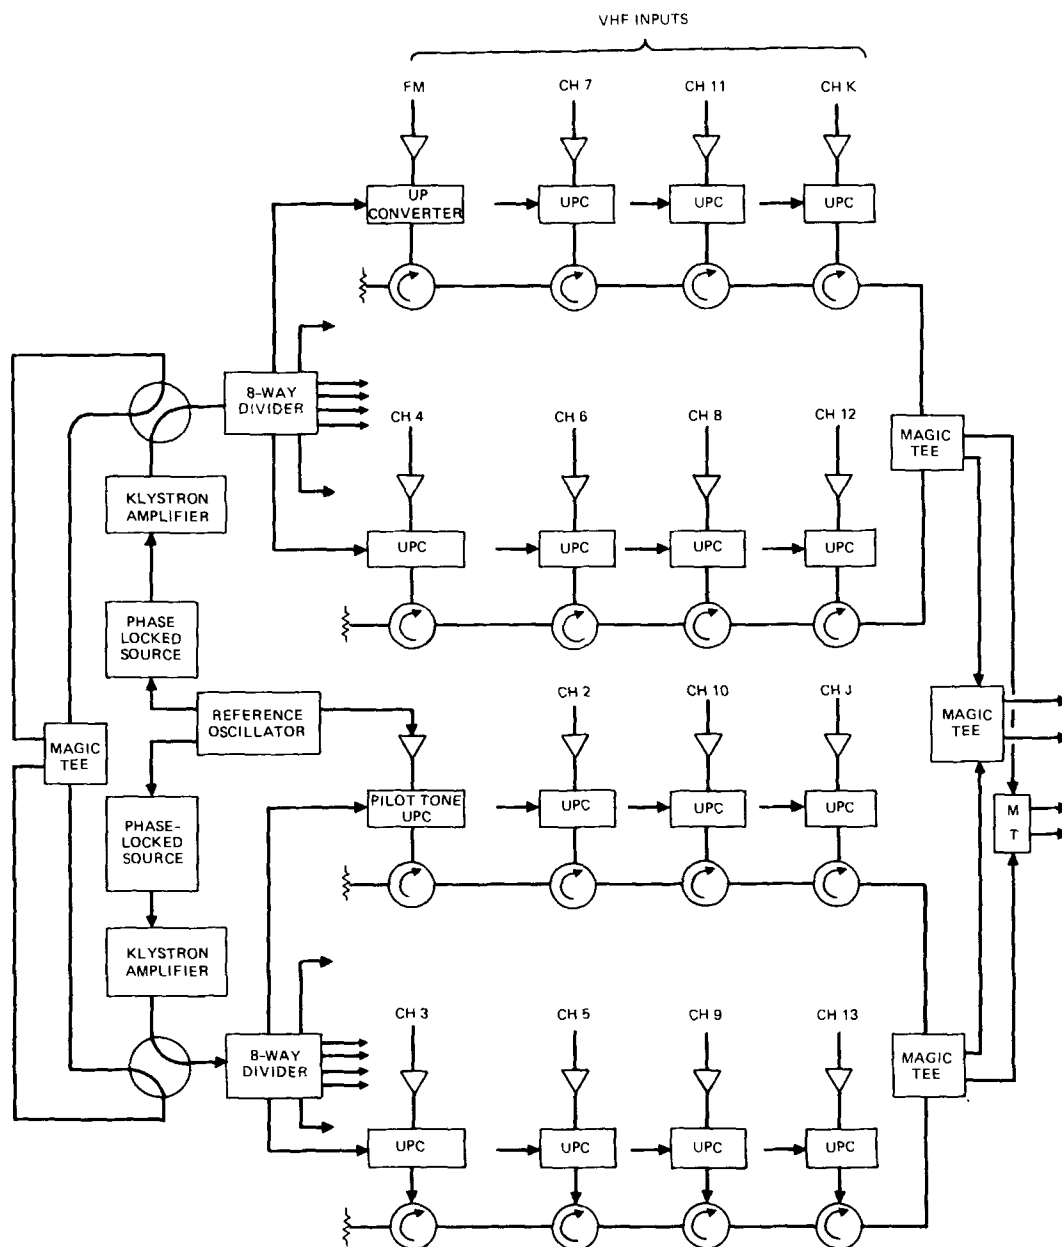 VHF INPUTS
FM
CH 7
CH 11
CH K
UP
CONVERTER
UPC
UPC
UPC
8-WAY
DIVIDER
CH 4
CH 6
CH 8
CH 12
MAGIC
TEE
KLYSTRON
AMPLIFIER
UPC
UPC
UPC
UPC
PHASE
LOCKED
SOURCE
REFERENCE
OSCILLATOR
CH 2
CH 10
CH J
MAGIC
TEE
MAGIC
TEE
PILOT TONE
UPC
UPC
UPC
UPC
M
T
PHASE-
LOCKED
SOURCE
KLYSTRON
AMPLIFIER
CH 3
CH 5
CH 9
CH 13
8-WAY
DIVIDER
MAGIC
TEE
UPC
UPC
UPC
UPC